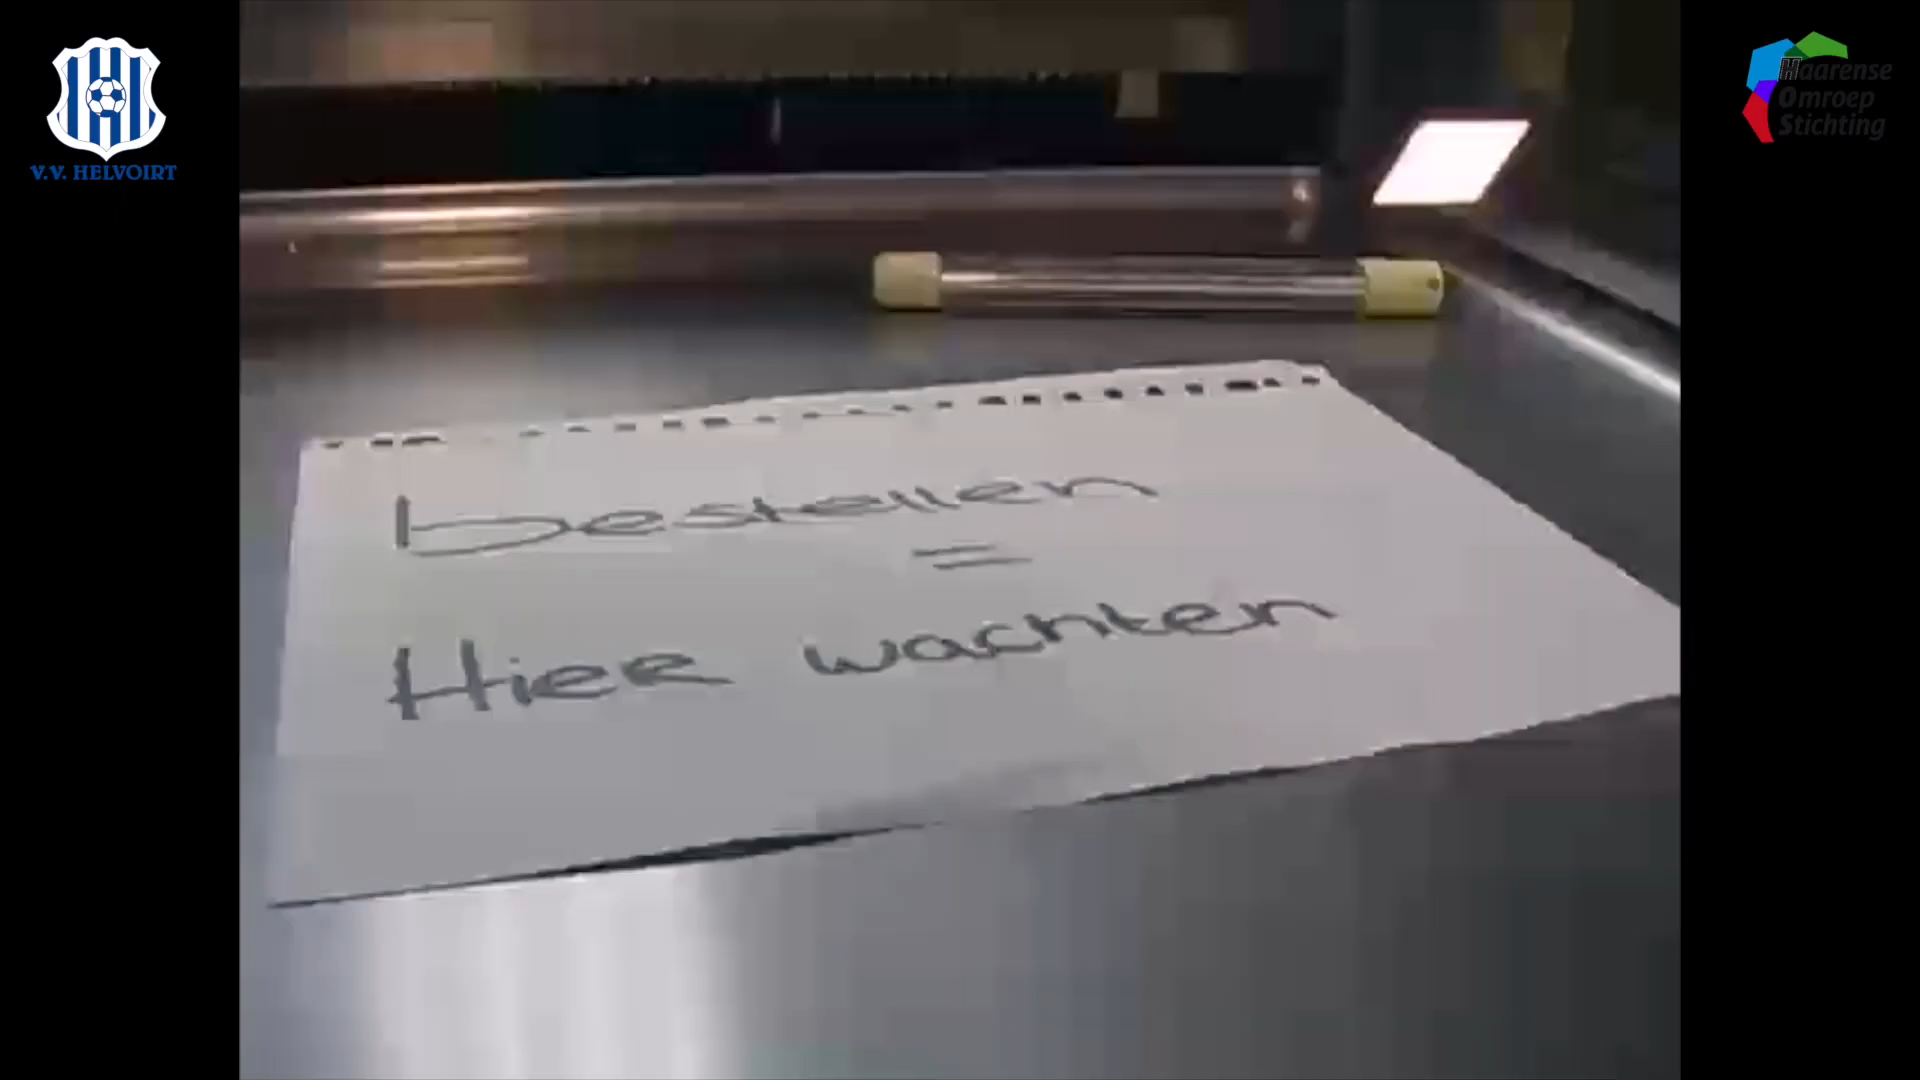 V.V. HELVOIRT
Haarense
Omroep
Stichting
bestellen
=
Hier wachten